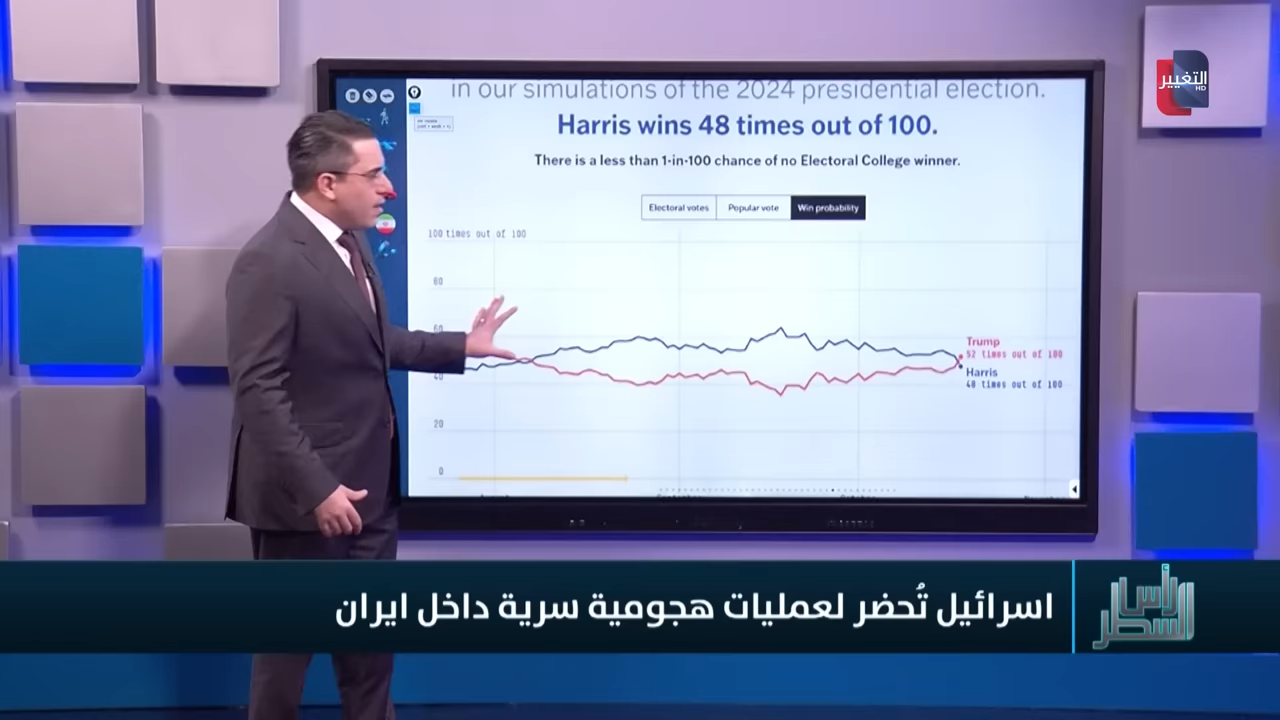 التغيير
HD
in our simulations of the 2024 presidential election.
Harris wins 48 times out of 100.
There is a less than 1-in-100 chance of no Electoral College winner.
Electoral votes
Popular vote
Win probability
100 times out of 100
80
60
40
20
0
Trump
52 times out of 100
Harris
48 times out of 100
اسرائيل تُحضر لعمليات هجومية سرية داخل ايران
رأس السطر